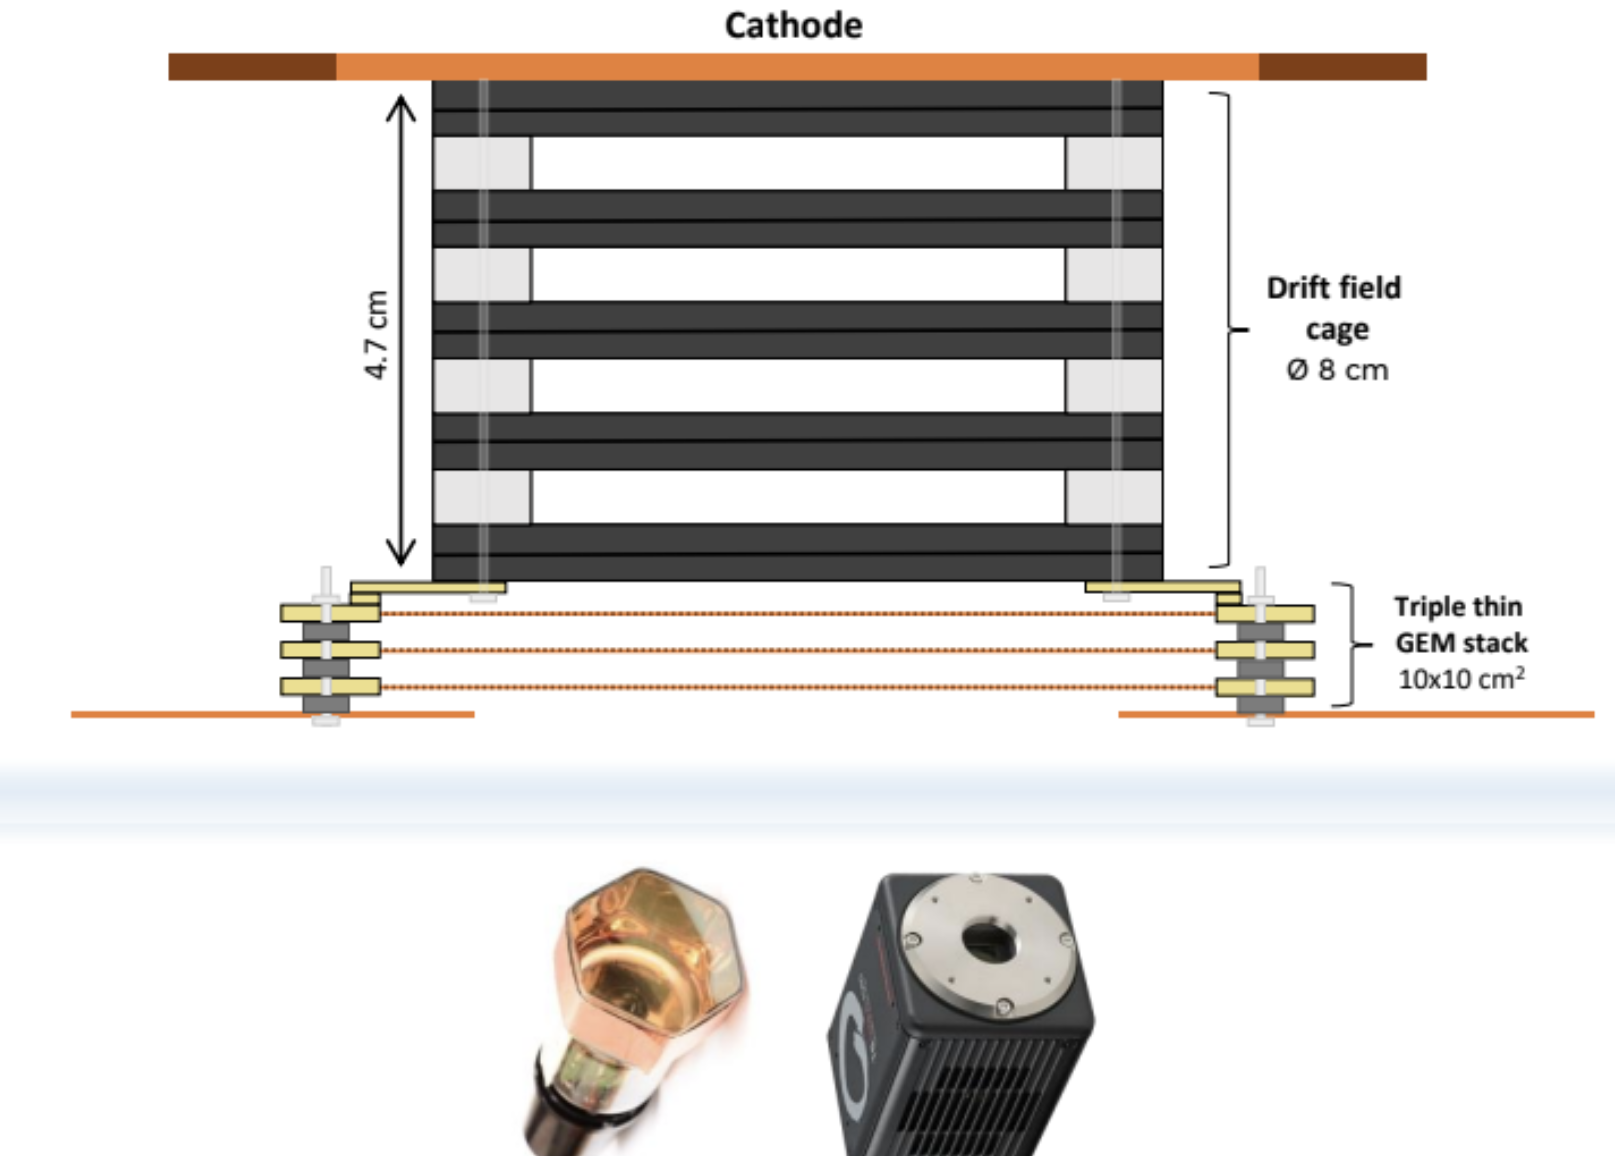 Cathode
4.7 cm
Drift field
cage
Ø 8 cm
Triple thin
GEM stack
10x10 cm²